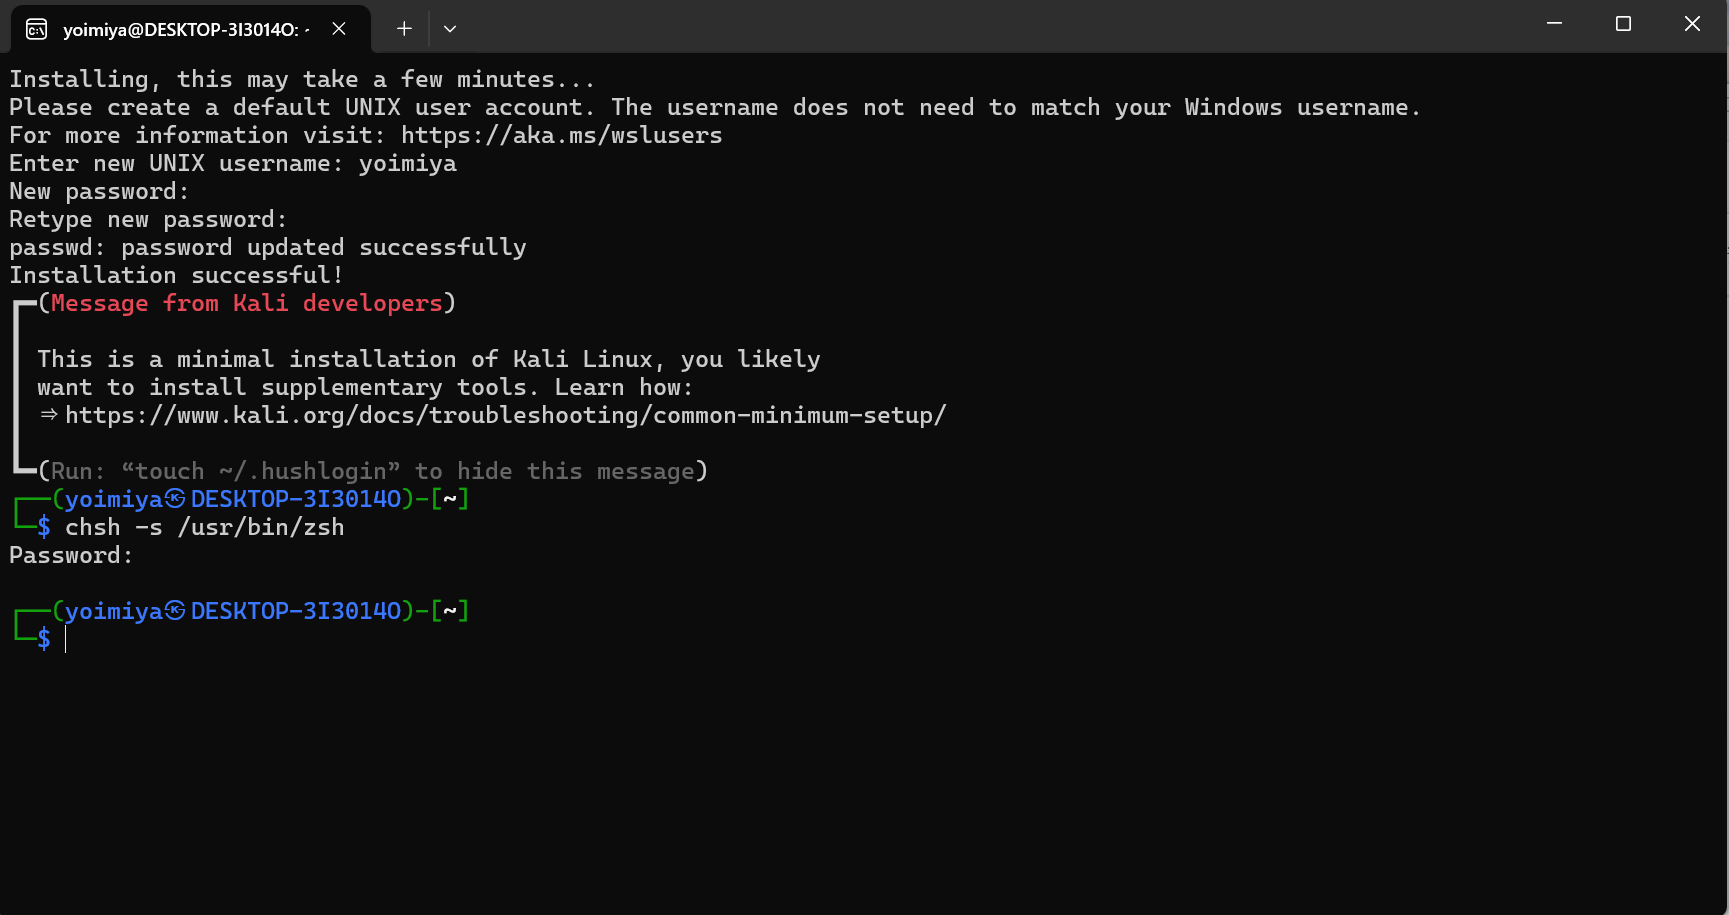 yoimiya@DESKTOP-3I3014O: ~
Installing, this may take a few minutes...
Please create a default UNIX user account. The username does not need to match your Windows username.
For more information visit: https://aka.ms/wslusers
Enter new UNIX username: yoimiya
New password:
Retype new password:
passwd: password updated successfully
Installation successful!
┏━(Message from Kali developers)
┃
┃ This is a minimal installation of Kali Linux, you likely
┃ want to install supplementary tools. Learn how:
┃ ⇒ https://www.kali.org/docs/troubleshooting/common-minimum-setup/
┃
┗━(Run: “touch ~/.hushlogin” to hide this message)
┌──(yoimiya㉿DESKTOP-3I3014O)-[~]
└─$ chsh -s /usr/bin/zsh
Password:
┌──(yoimiya㉿DESKTOP-3I3014O)-[~]
└─$